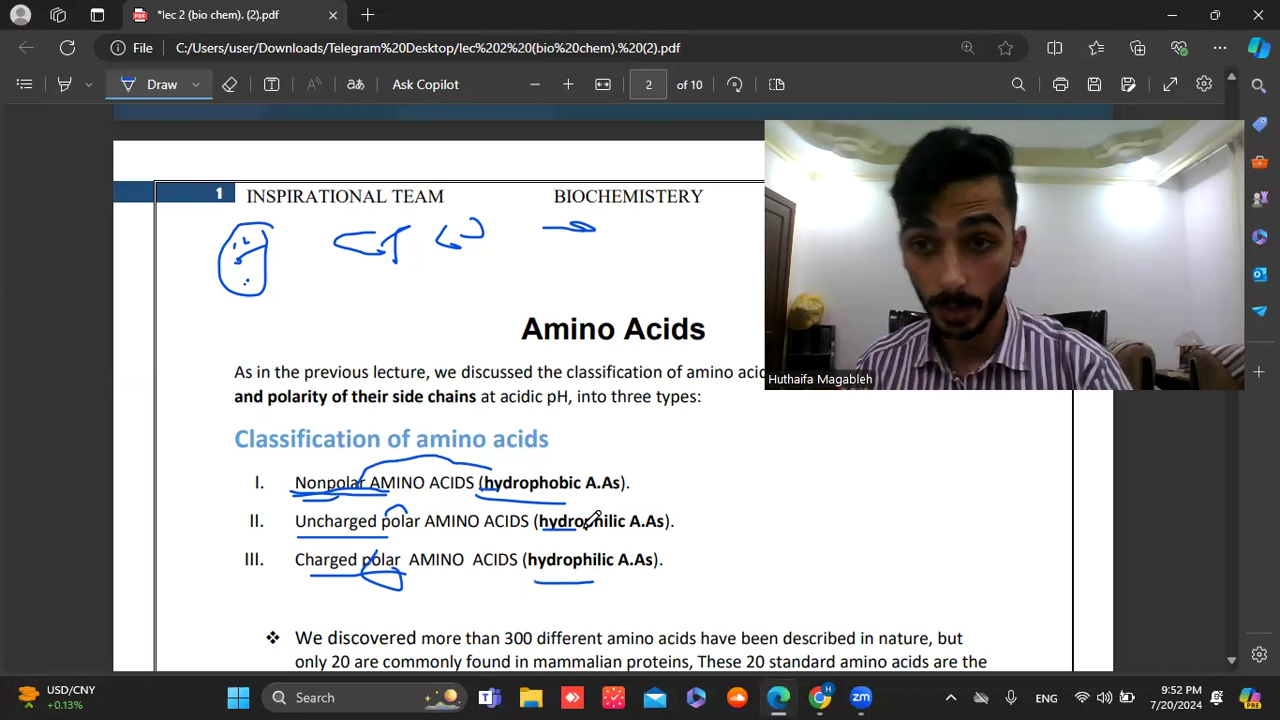 *lec 2 (bio chem). (2).pdf
File
C:/Users/user/Downloads/Telegram%20Desktop/lec%202%20(bio%20chem).%20(2).pdf
Draw
Ask Copilot
2
of 10
1
INSPIRATIONAL TEAM
BIOCHEMISTERY
Amino Acids
Huthaifa Magableh
As in the previous lecture, we discussed the classification of amino acid
and polarity of their side chains at acidic pH, into three types:
Classification of amino acids
I. Nonpolar AMINO ACIDS (hydrophobic A.As).
II. Uncharged polar AMINO ACIDS (hydrophilic A.As).
III. Charged polar AMINO ACIDS (hydrophilic A.As).
❖ We discovered more than 300 different amino acids have been described in nature, but
only 20 are commonly found in mammalian proteins, These 20 standard amino acids are the
USD/CNY
+0.13%
Search
ENG
9:52 PM
7/20/2024